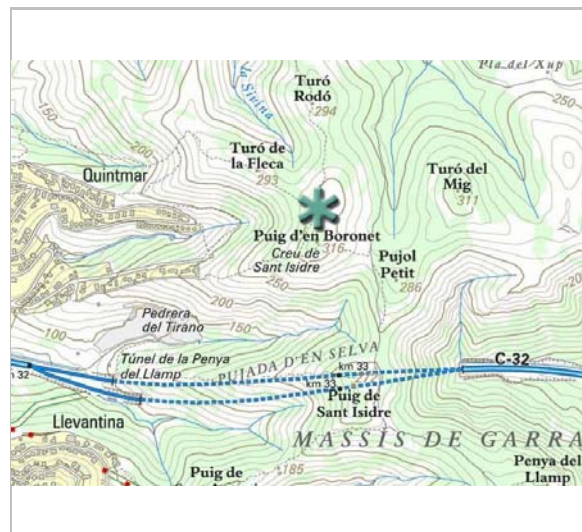 Pla del Xup
la Sivina
Turó
Rodó
294
250
150
200
Turó de
la Fleca
293
Quintmar
Turó del
Mig
311
Puig d'en Boronet
316
Creu de
Sant Isidre
Pujol
Petit
286
250
200
200
150
100
Pedrera
del Tirano
Túnel de la Penya
del Llamp
PUJADA D'EN SELVA
km 33
C-32
km 33
32
Puig de
Sant Isidre
Llevantina
MASSÍS DE GARRA
185
Puig de
Penya del
Llamp